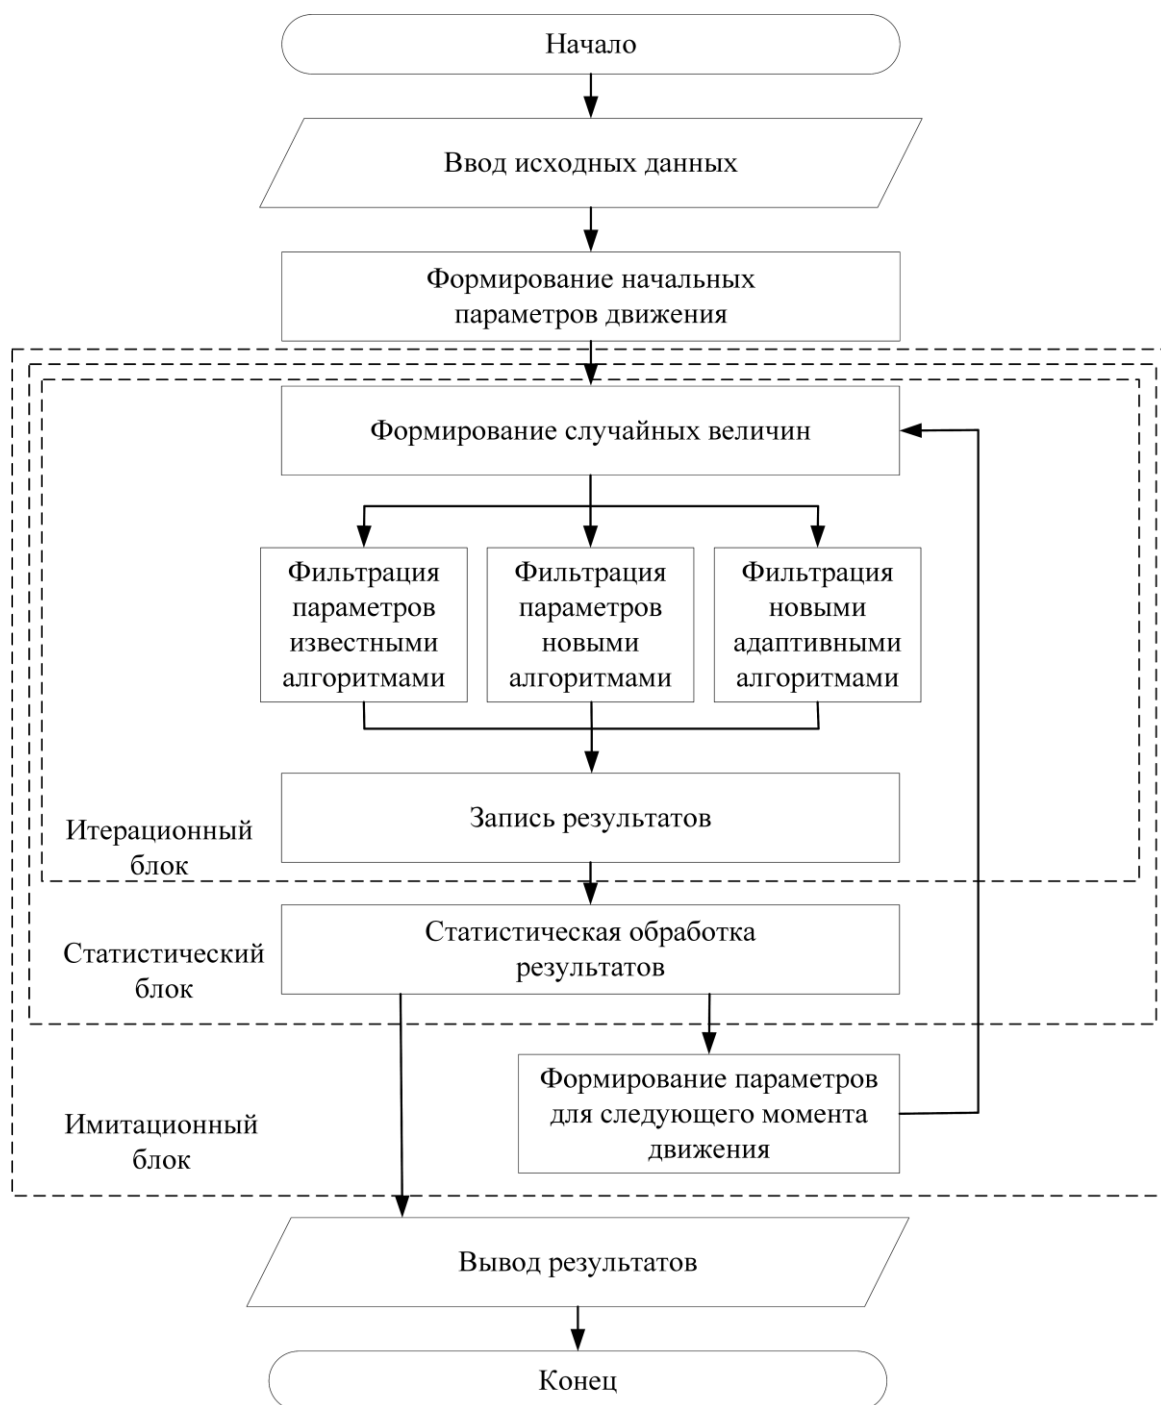 Начало
Ввод исходных данных
Формирование начальных
параметров движения
Формирование случайных величин
Фильтрация
параметров
известными
алгоритмами
Фильтрация
параметров
новыми
алгоритмами
Фильтрация
новыми
адаптивными
алгоритмами
Запись результатов
Итерационный
блок
Статистическая обработка
результатов
Статистический
блок
Формирование параметров
для следующего момента
движения
Имитационный
блок
Вывод результатов
Конец